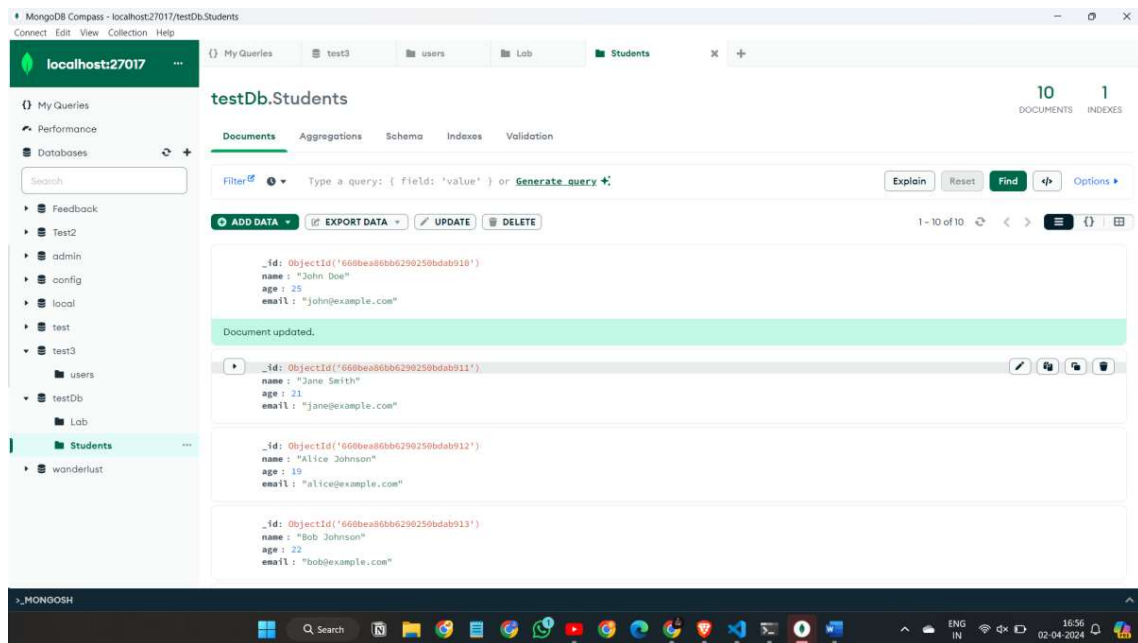 MongoDB Compass - localhost:27017/testDb.Students
Connect Edit View Collection Help
localhost:27017 ...
{} My Queries
test3
users
Lab
Students
{} My Queries
Performance
Databases
Search
Feedback
Test2
admin
config
local
test
test3
users
testDb
Lab
Students ...
wanderlust
testDb.Students
10 DOCUMENTS
1 INDEXES
Documents Aggregations Schema Indexes Validation
Filter Type a query: { field: 'value' } or Generate query
Explain Reset Find </> Options
ADD DATA EXPORT DATA UPDATE DELETE
1 – 10 of 10 {}
_id: ObjectId('660bea86bb6290250bdab910')
name : "John Doe"
age : 25
email : "john@example.com"
Document updated.
_id: ObjectId('660bea86bb6290250bdab911')
name : "Jane Smith"
age : 21
email : "jane@example.com"
_id: ObjectId('660bea86bb6290250bdab912')
name : "Alice Johnson"
age : 19
email : "alice@example.com"
_id: ObjectId('660bea86bb6290250bdab913')
name : "Bob Johnson"
age : 22
email : "bob@example.com"
>_MONGOSH
Search
ENG
IN
16:56
02-04-2024